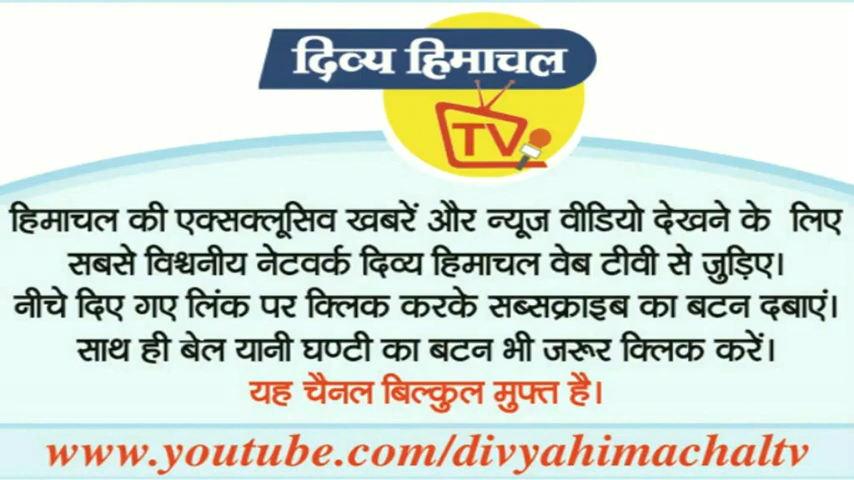 दिव्य हिमाचल
TV
हिमाचल की एक्सक्लूसिव खबरें और न्यूज वीडियो देखने के लिए
सबसे विश्वनीय नेटवर्क दिव्य हिमाचल वेब टीवी से जुड़िए।
नीचे दिए गए लिंक पर क्लिक करके सब्सक्राइब का बटन दबाएं।
साथ ही बेल यानी घण्टी का बटन भी जरूर क्लिक करें।
यह चैनल बिल्कुल मुफ्त है।
www.youtube.com/divyahimachaltv